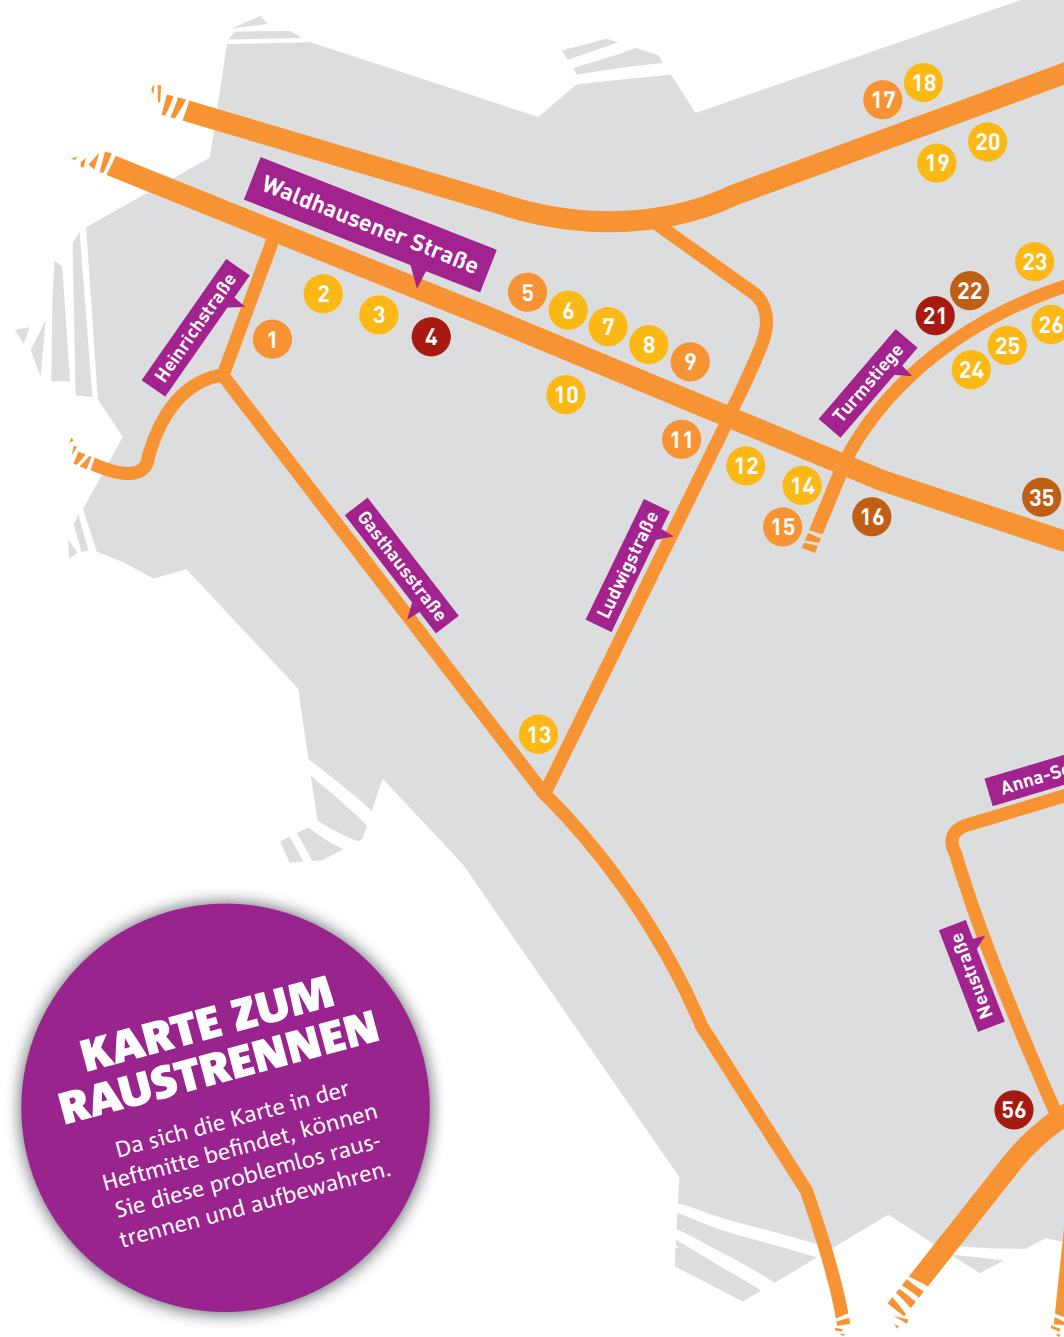 17
18
19
20
Waldhausener Straße
Heinrichstraße
1
2
3
4
5
6
7
8
9
10
11
12
14
15
16
21
22
23
24
25
26
Turmstiege
35
Gasthausstraße
Ludwigstraße
13
Anna-
Neustraße
56
KARTE ZUM
RAUSTRENNEN
Da sich die Karte in der
Heftmitte befindet, können
Sie diese problemlos raus-
trennen und aufbewahren.